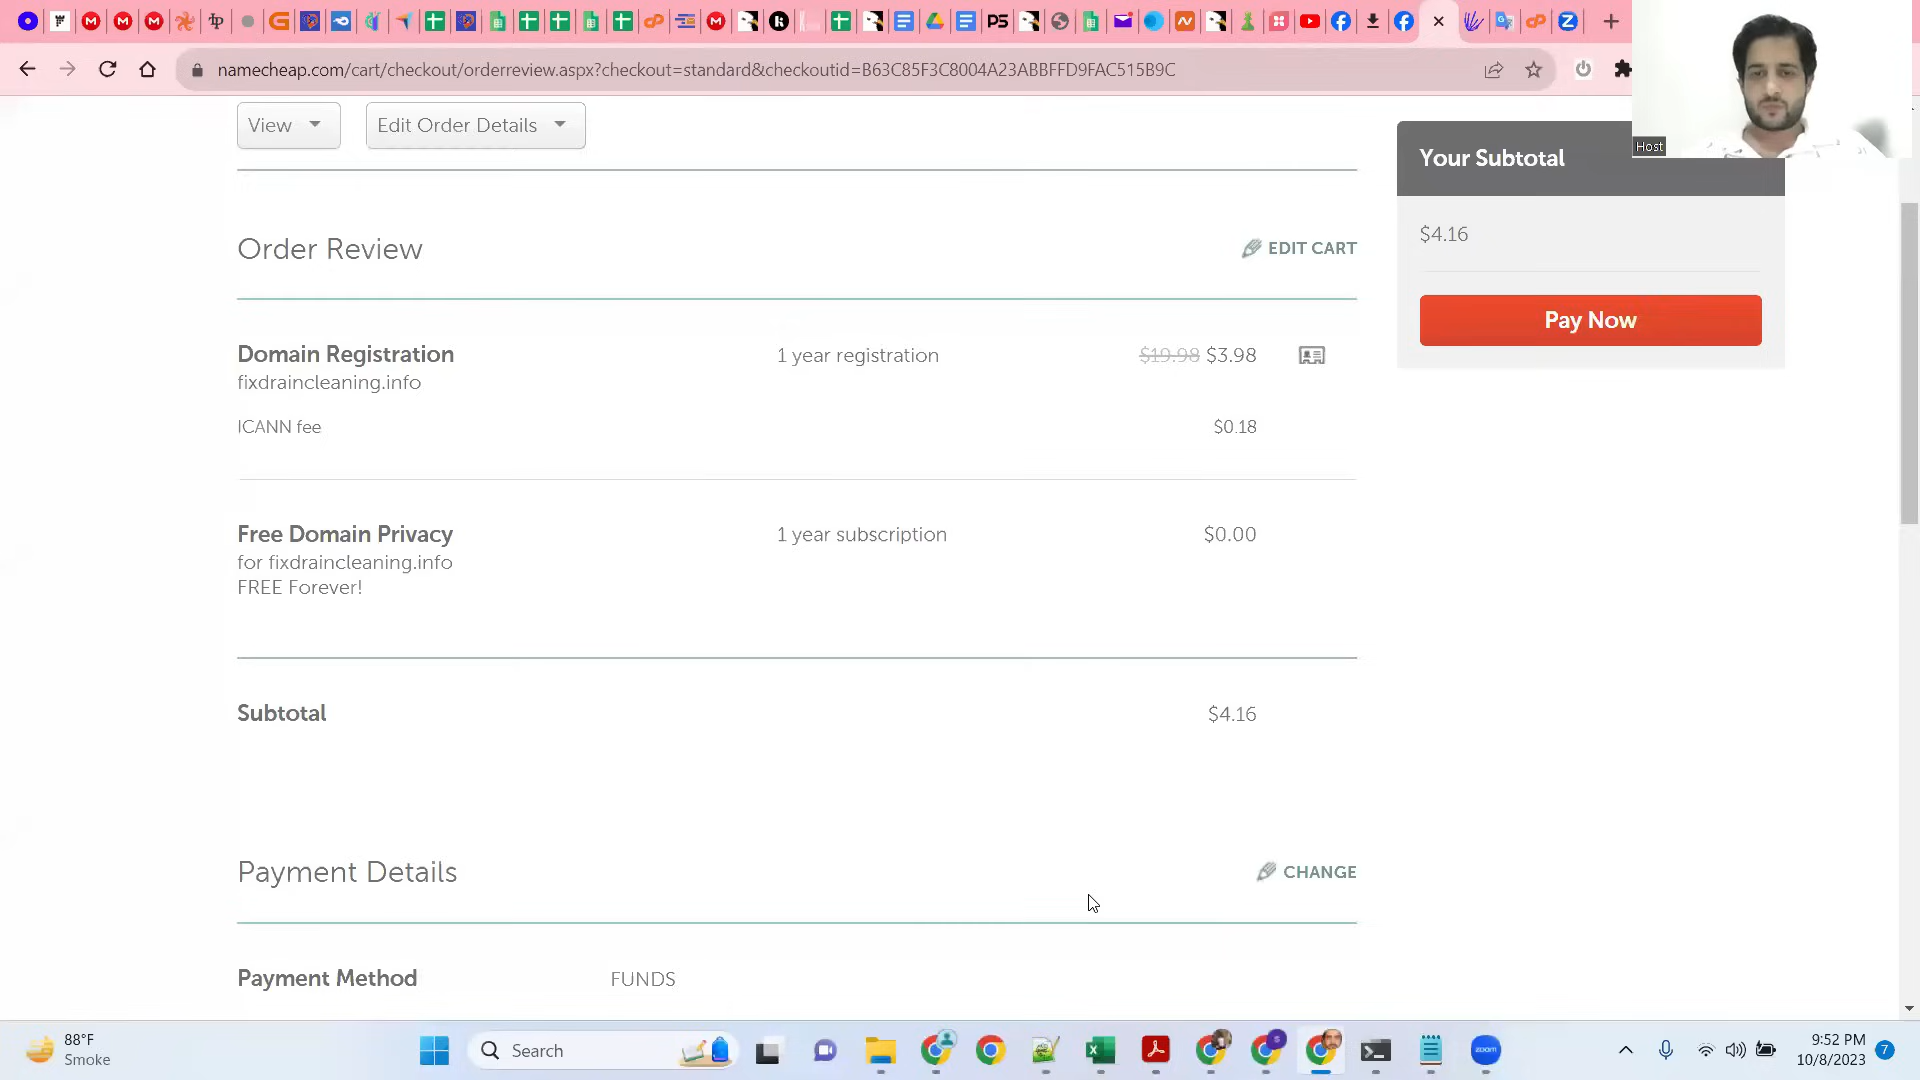 namecheap.com/cart/checkout/orderreview.aspx?checkout=standard&checkoutid=B63C85F3C8004A23ABBFFD9FAC515B9C
Host
View
Edit Order Details
Your Subtotal
$4.16
Pay Now
Order Review
EDIT CART
Domain Registration
1 year registration
$19.98 $3.98
fixdraincleaning.info
ICANN fee
$0.18
Free Domain Privacy
1 year subscription
$0.00
for fixdraincleaning.info
FREE Forever!
Subtotal
$4.16
Payment Details
CHANGE
Payment Method
FUNDS
88°F
Smoke
Search
zoom
9:52 PM
10/8/2023
7